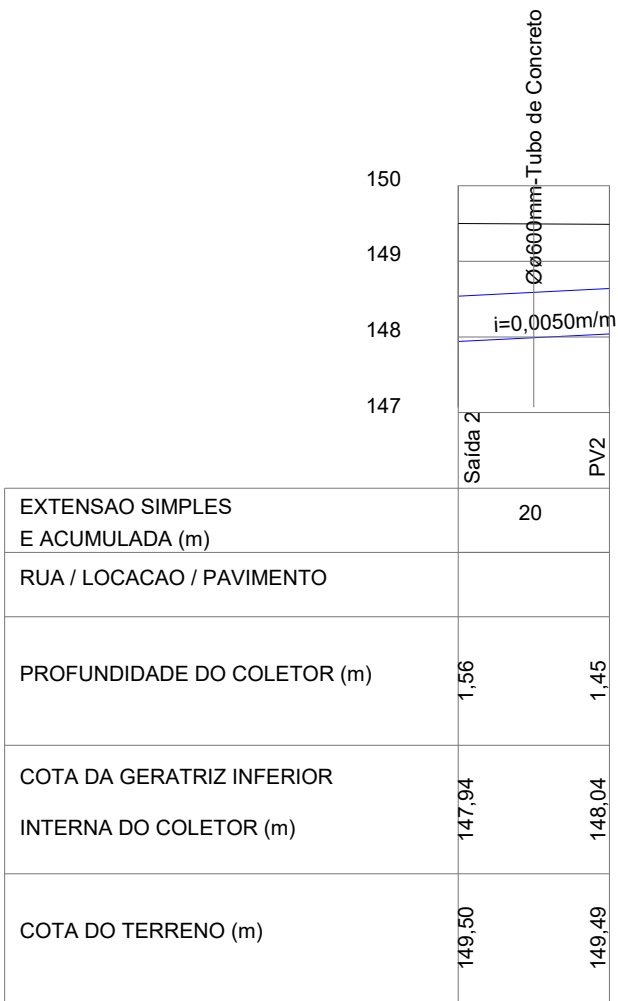 Øø600mm-Tubo de Concreto
150
149
148
147
i=0,0050m/m
Saída 2
PV2
EXTENSAO SIMPLES
E ACUMULADA (m)
20
RUA / LOCACAO / PAVIMENTO
PROFUNDIDADE DO COLETOR (m)
1,56
1,45
COTA DA GERATRIZ INFERIOR
INTERNA DO COLETOR (m)
147,94
148,04
COTA DO TERRENO (m)
149,50
149,49